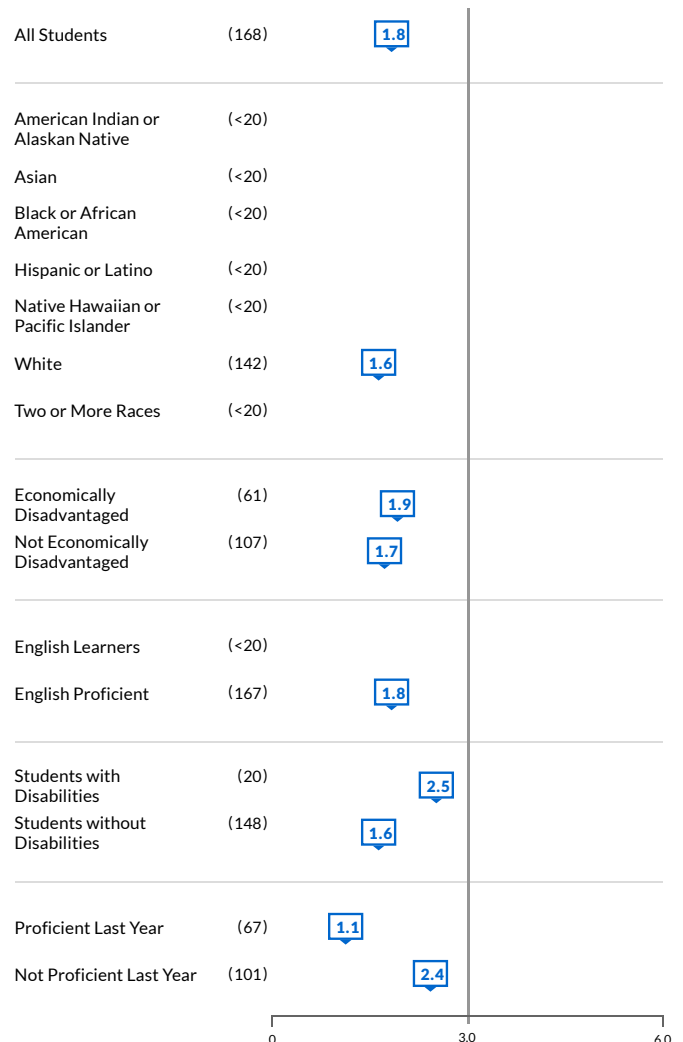 All Students (168) 1.8
American Indian or (<20)
Alaskan Native
Asian (<20)
Black or African (<20)
American
Hispanic or Latino (<20)
Native Hawaiian or (<20)
Pacific Islander
White (142) 1.6
Two or More Races (<20)
Economically (61) 1.9
Disadvantaged
Not Economically (107) 1.7
Disadvantaged
English Learners (<20)
English Proficient (167) 1.8
Students with (20) 2.5
Disabilities
Students without (148) 1.6
Disabilities
Proficient Last Year (67) 1.1
Not Proficient Last Year (101) 2.4
0 3.0 6.0